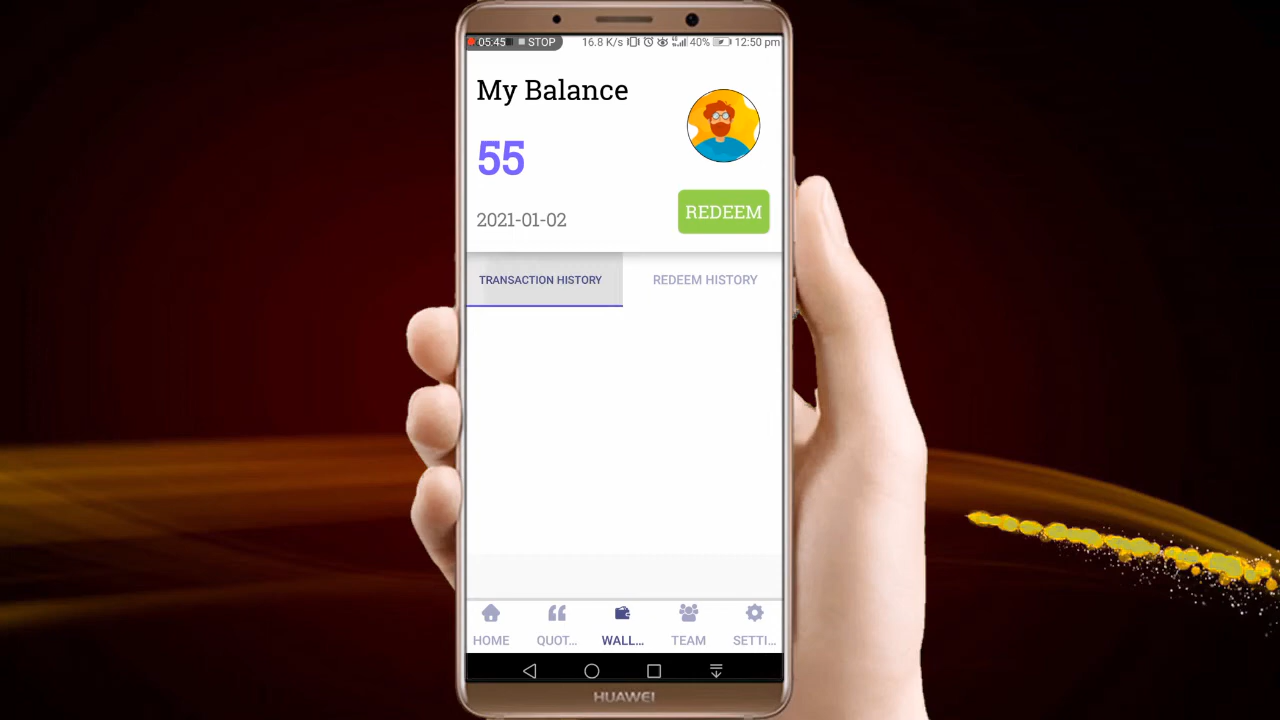 05:45 STOP 16.8 K/s 40% 12:50 pm
My Balance
55
2021-01-02
REDEEM
TRANSACTION HISTORY REDEEM HISTORY
HOME QUOT... WALL... TEAM SETTI...
HUAWEI